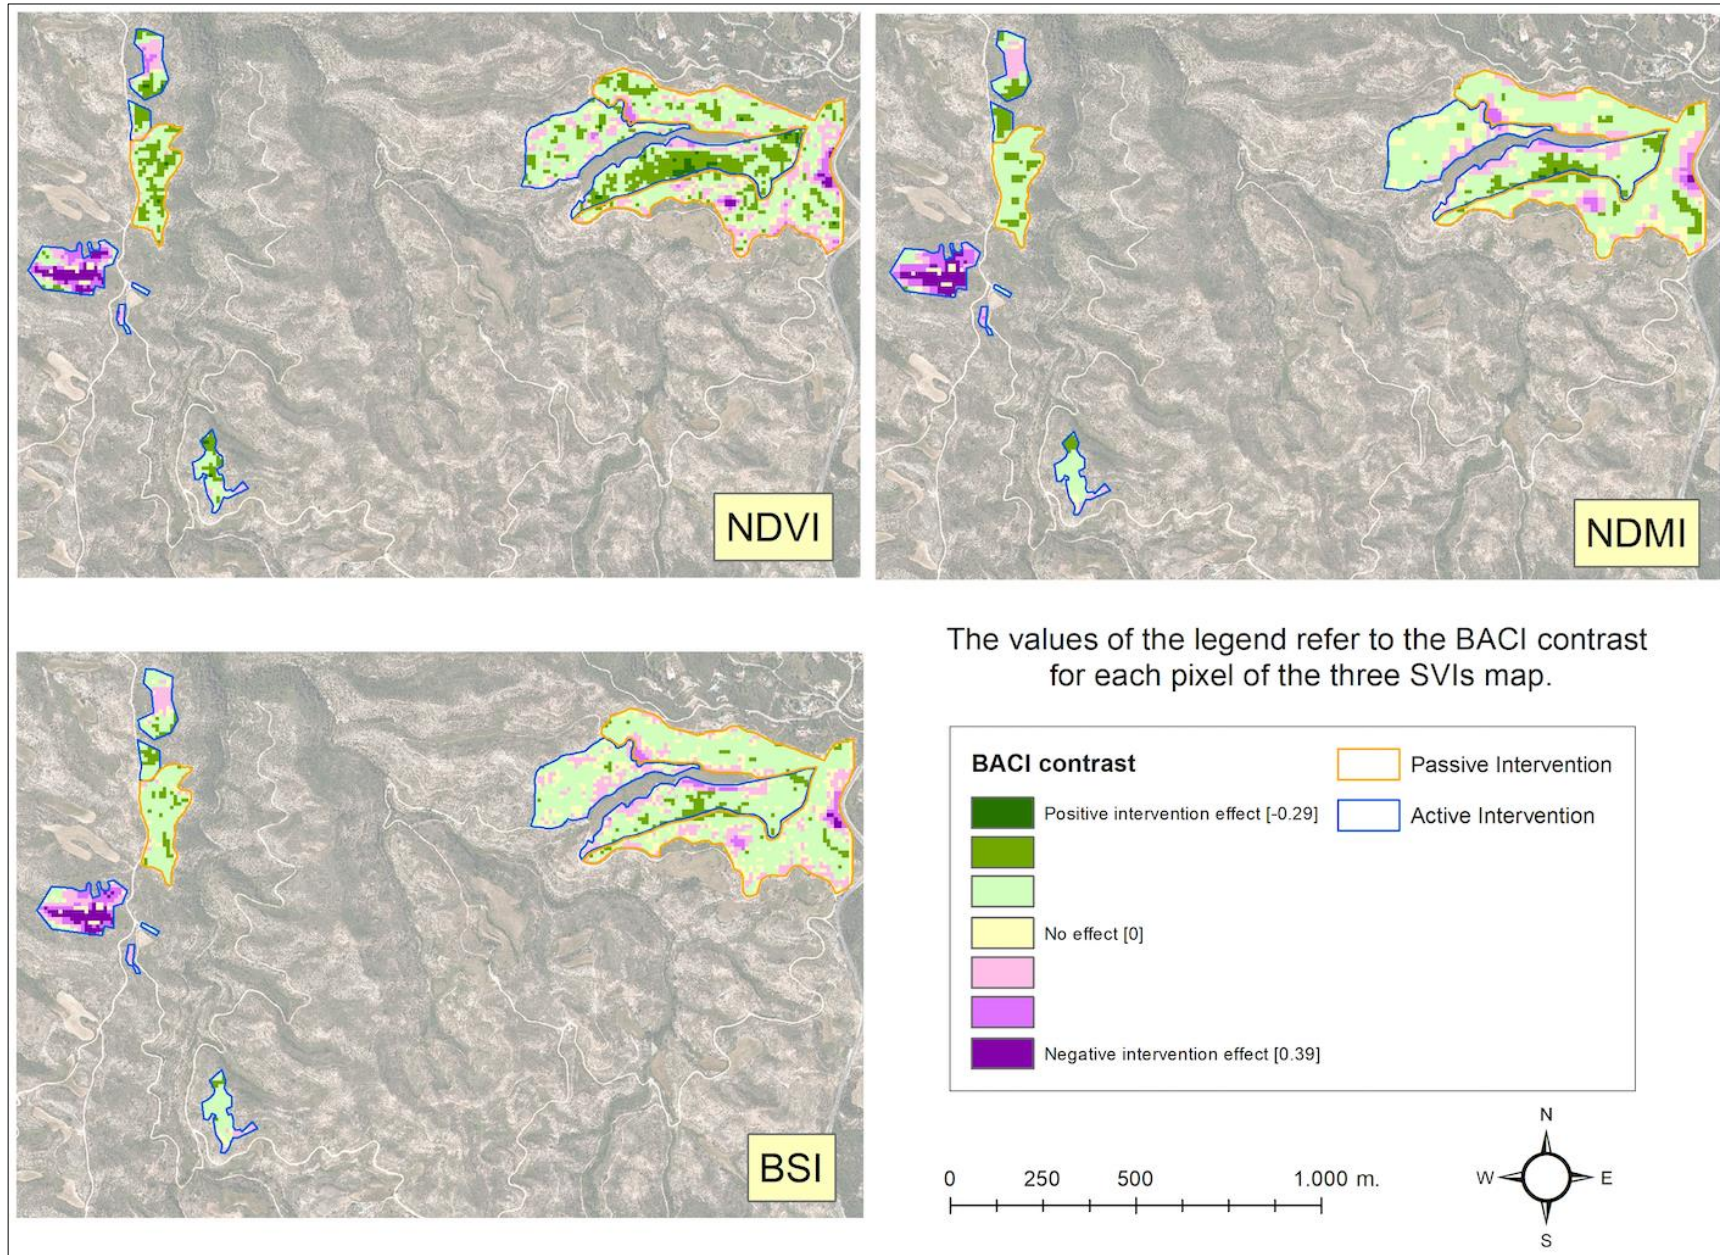 NDVI
NDMI
BSI
The values of the legend refer to the BACI contrast
for each pixel of the three SVIs map.
BACI contrast
Positive intervention effect [-0.29]
No effect [0]
Negative intervention effect [0.39]
Passive Intervention
Active Intervention
0 250 500 1.000 m.
N
W E
S